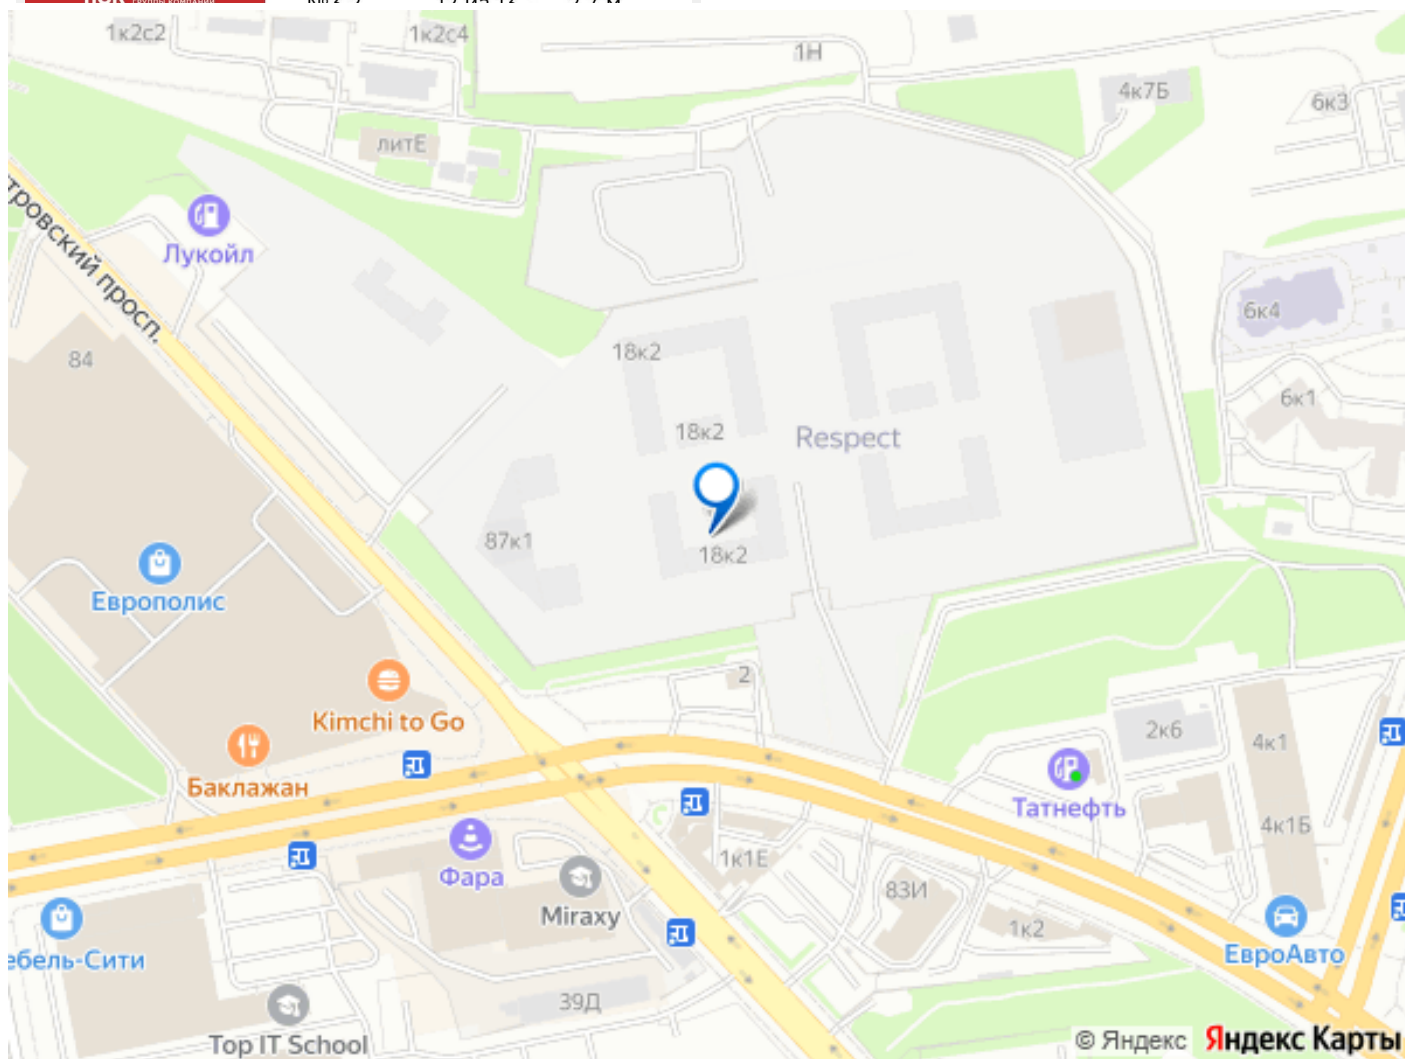 1к2с2
1к2с4
1Н
4к7Б
6к3
литЕ
тровский просп.
Лукойл
6к4
84
18к2
6к1
18к2
Respect
87к1
18к2
Европолис
2
Kimchi to Go
2к6
4к1
Баклажан
Татнефть
4к1Б
1к1Е
Фара
83И
Miraxy
1к2
ЕвроАвто
ебель-Сити
39Д
Top IT School
© Яндекс Яндекс Карты